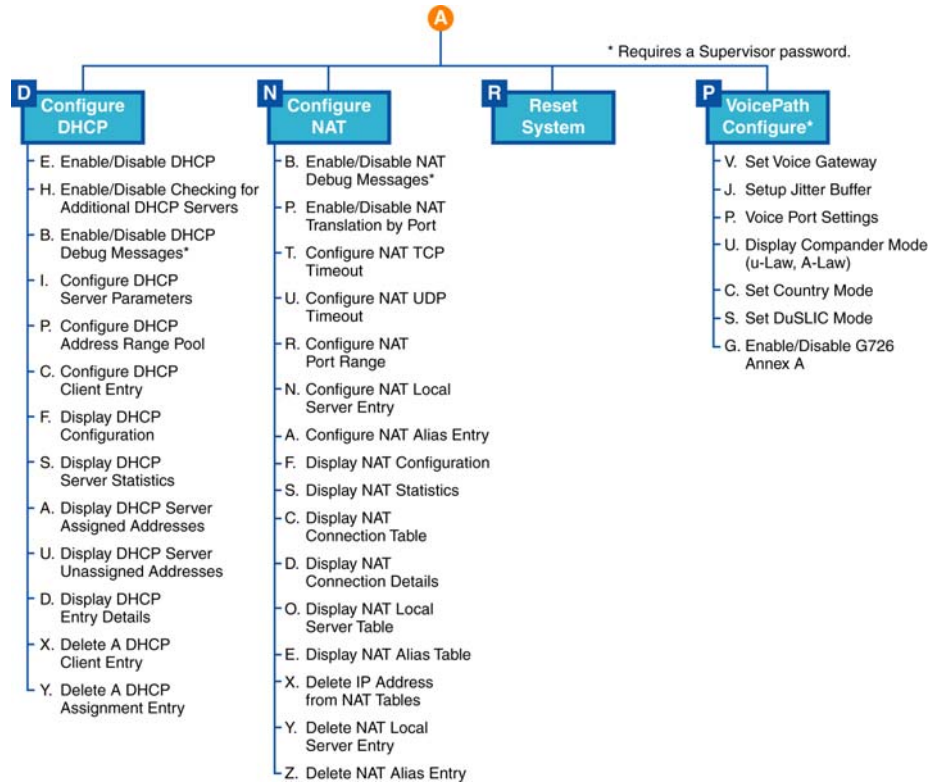 A
* Requires a Supervisor password.
D
Configure
DHCP
E. Enable/Disable DHCP
H. Enable/Disable Checking for
Additional DHCP Servers
B. Enable/Disable DHCP
Debug Messages*
I. Configure DHCP
Server Parameters
P. Configure DHCP
Address Range Pool
C. Configure DHCP
Client Entry
F. Display DHCP
Configuration
S. Display DHCP
Server Statistics
A. Display DHCP Server
Assigned Addresses
U. Display DHCP Server
Unassigned Addresses
D. Display DHCP
Entry Details
X. Delete A DHCP
Client Entry
Y. Delete A DHCP
Assignment Entry
N
Configure
NAT
B. Enable/Disable NAT
Debug Messages*
P. Enable/Disable NAT
Translation by Port
T. Configure NAT TCP
Timeout
U. Configure NAT UDP
Timeout
R. Configure NAT
Port Range
N. Configure NAT Local
Server Entry
A. Configure NAT Alias Entry
F. Display NAT Configuration
S. Display NAT Statistics
C. Display NAT
Connection Table
D. Display NAT
Connection Details
O. Display NAT Local
Server Table
E. Display NAT Alias Table
X. Delete IP Address
from NAT Tables
Y. Delete NAT Local
Server Entry
Z. Delete NAT Alias Entry
R
Reset
System
P
VoicePath
Configure*
V. Set Voice Gateway
J. Setup Jitter Buffer
P. Voice Port Settings
U. Display Compander Mode
(u-Law, A-Law)
C. Set Country Mode
S. Set DuSLIC Mode
G. Enable/Disable G726
Annex A